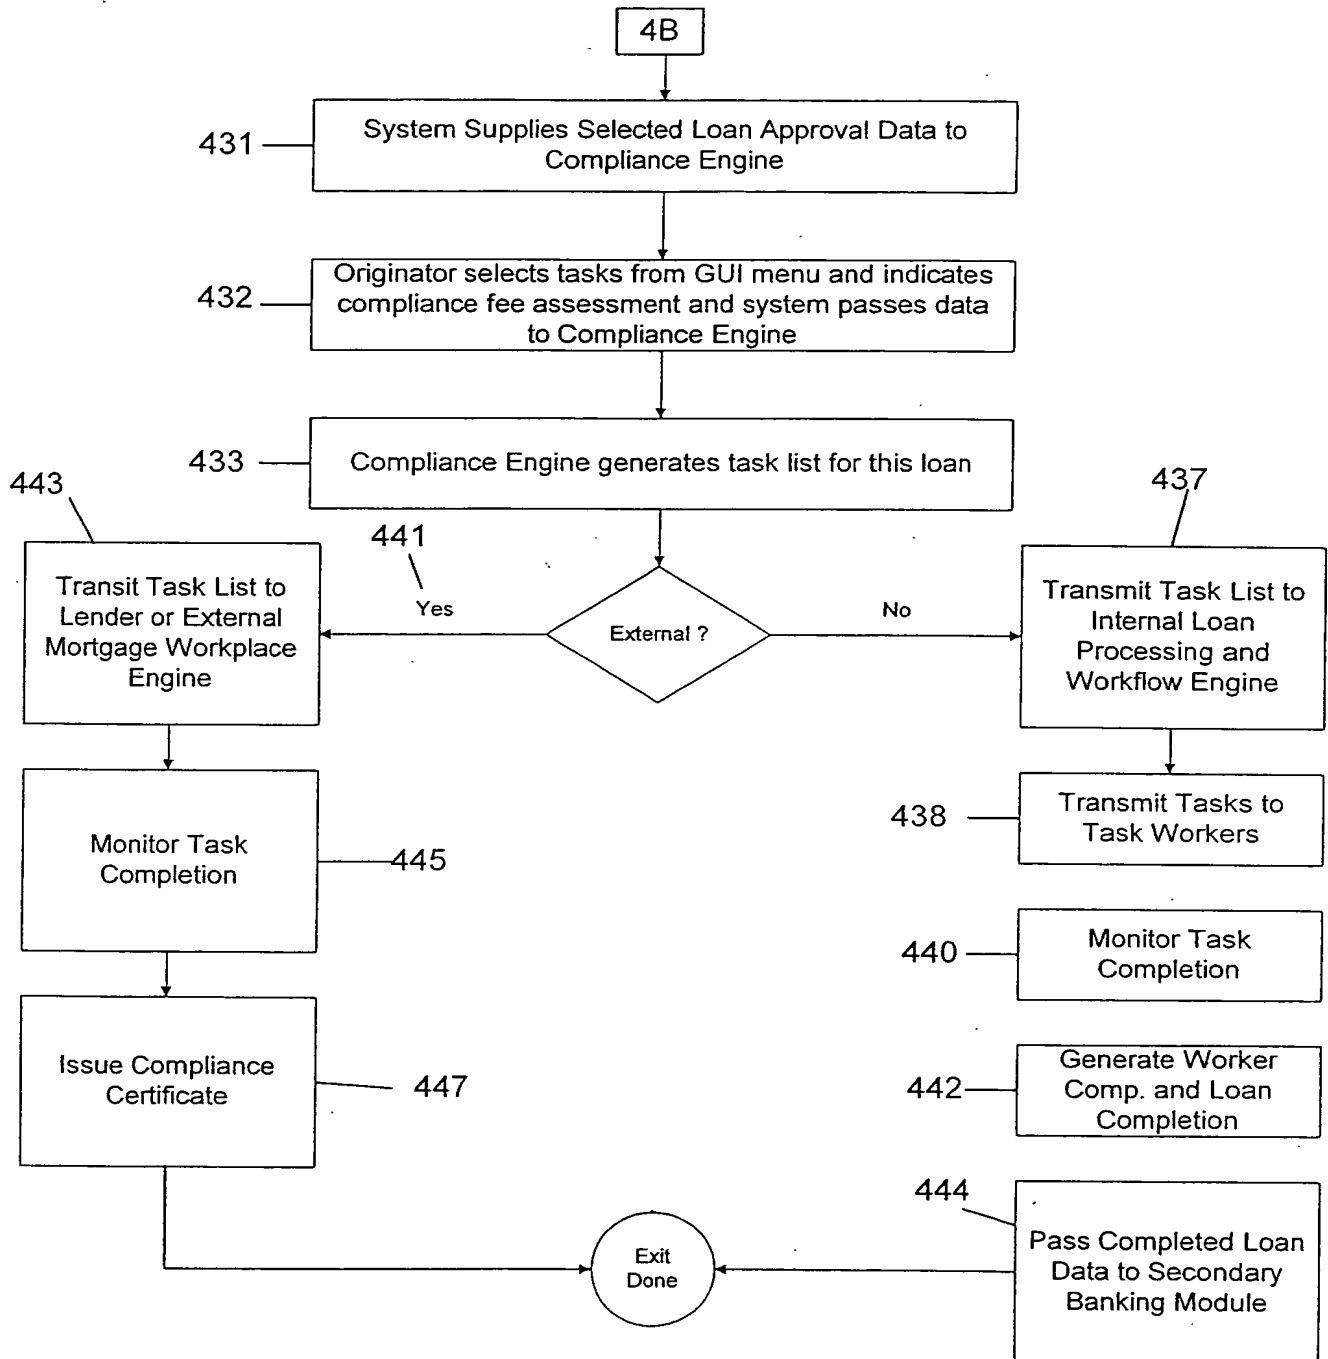 4B
431
System Supplies Selected Loan Approval Data to
Compliance Engine
432
Originator selects tasks from GUI menu and indicates
compliance fee assessment and system passes data
to Compliance Engine
433
Compliance Engine generates task list for this loan
443
441
437
Transit Task List to
Lender or External
Mortgage Workplace
Engine
Yes
External ?
No
Transmit Task List to
Internal Loan
Processing and
Workflow Engine
Monitor Task
Completion
445
438
Transmit Tasks to
Task Workers
440
Monitor Task
Completion
Issue Compliance
Certificate
447
442
Generate Worker
Comp. and Loan
Completion
444
Exit
Done
Pass Completed Loan
Data to Secondary
Banking Module